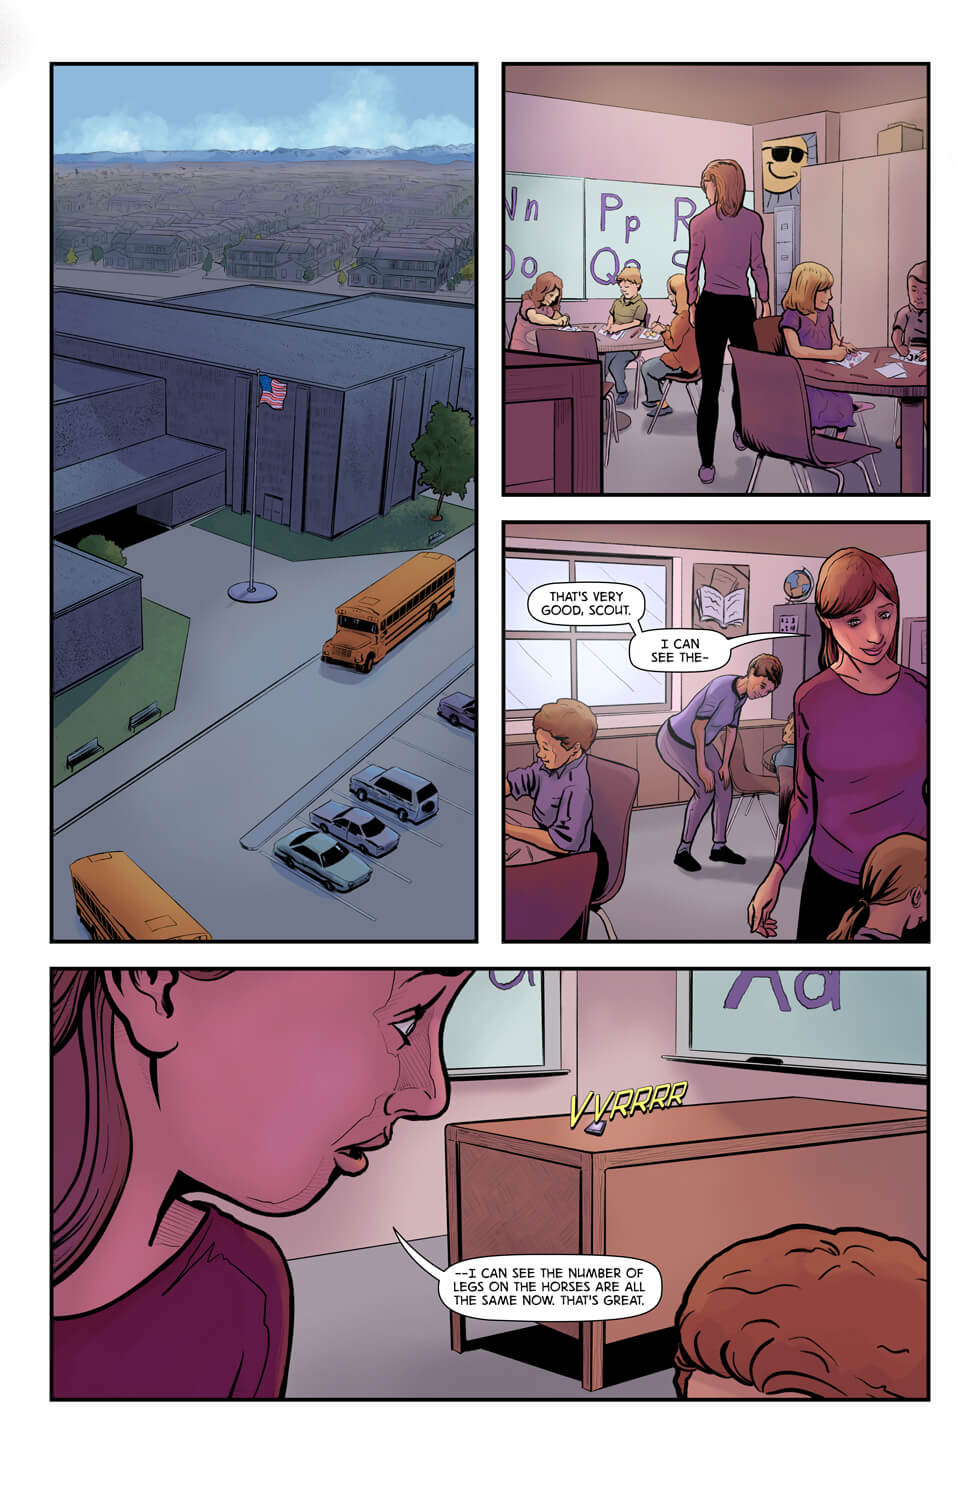 Nn
Pp
R
Oo
Qq
S
THAT'S VERY
GOOD, SCOUT.
I CAN
SEE THE-
Aa
VVRRRR
--I CAN SEE THE NUMBER OF
LEGS ON THE HORSES ARE ALL
THE SAME NOW. THAT'S GREAT.